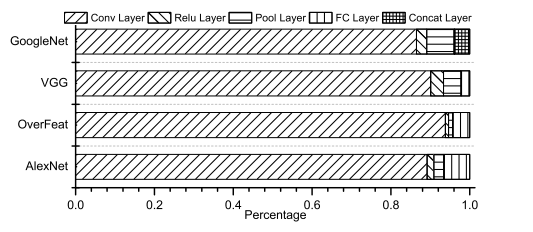 Conv Layer Relu Layer Pool Layer FC Layer Concat Layer
GoogleNet
VGG
OverFeat
AlexNet
0.0 0.2 0.4 0.6 0.8 1.0
Percentage